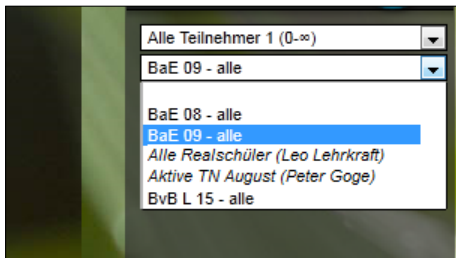 Alle Teilnehmer 1 (0-∞)
BaE 09 - alle
BaE 08 - alle
BaE 09 - alle
Alle Realschüler (Leo Lehrkraft)
Aktive TN August (Peter Goge)
BvB L 15 - alle